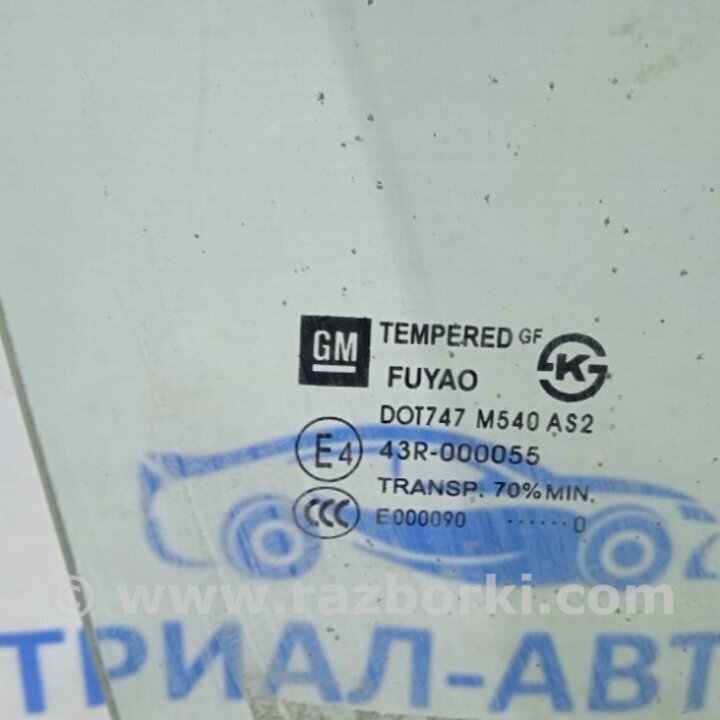 GM TEMPERED GF
FUYAO
DOT747 M540 AS2
E4 43R-000055
TRANSP. 70% MIN.
CCC E000090 ······0
K
© www.razborki.com
ТРИАЛ-АВТ